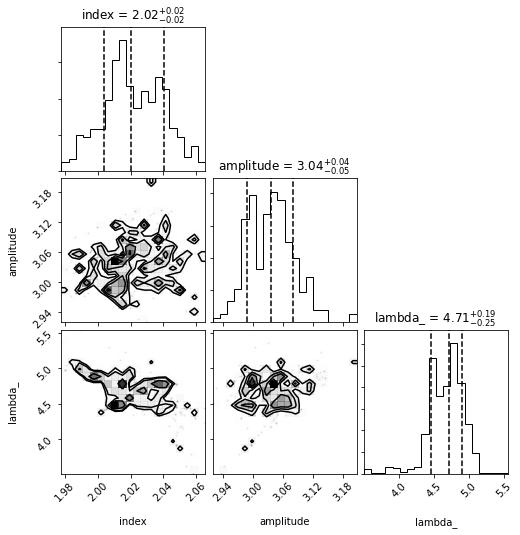 index = 2.02+0.02−0.02
amplitude = 3.04+0.04−0.05
3.18
3.12
3.06
3.00
2.94
amplitude
lambda_ = 4.71+0.19−0.25
5.5
5.0
4.5
4.0
lambda_
1.98
2.00
2.02
2.04
2.06
index
2.94
3.00
3.06
3.12
3.18
amplitude
4.0
4.5
5.0
5.5
lambda_